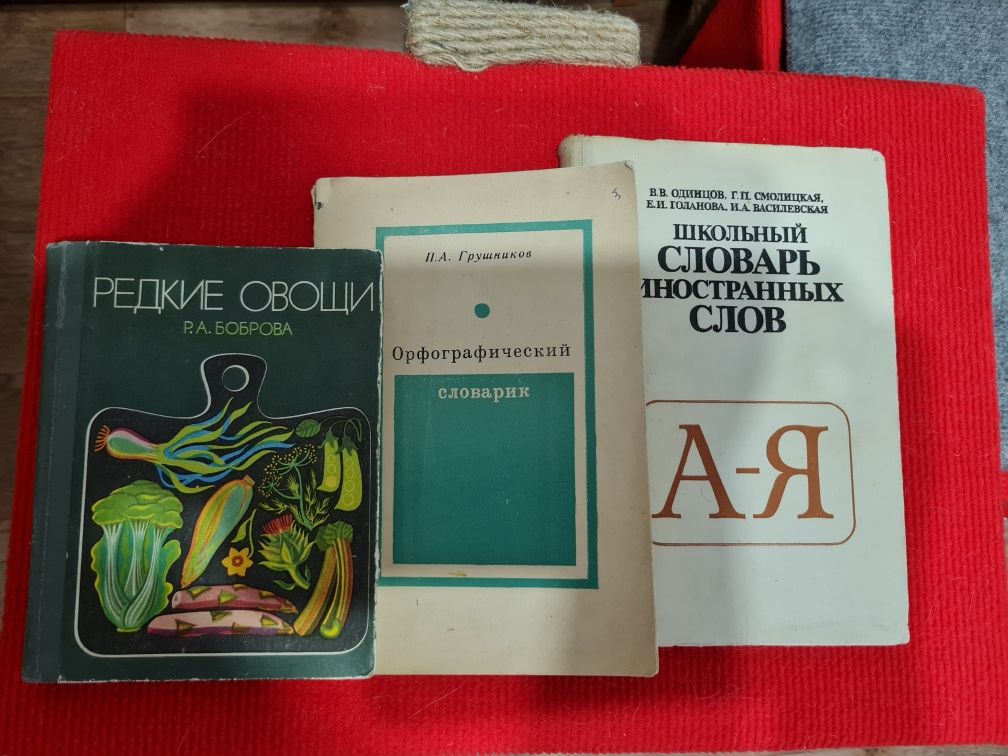 РЕДКИЕ ОВОЩИ
Р.А. БОБРОВА
П.А. Грушников
Орфографический
словарик
В.В. ОДИНЦОВ, Г.П. СМОЛИЦКАЯ,
Е.И. ГОЛАНОВА, И.А. ВАСИЛЕВСКАЯ
ШКОЛЬНЫЙ
СЛОВАРЬ
ИНОСТРАННЫХ
СЛОВ
А-Я